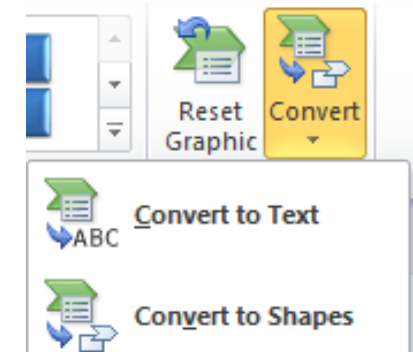 Reset
Graphic
Convert
ABC
Convert to Text
Convert to Shapes